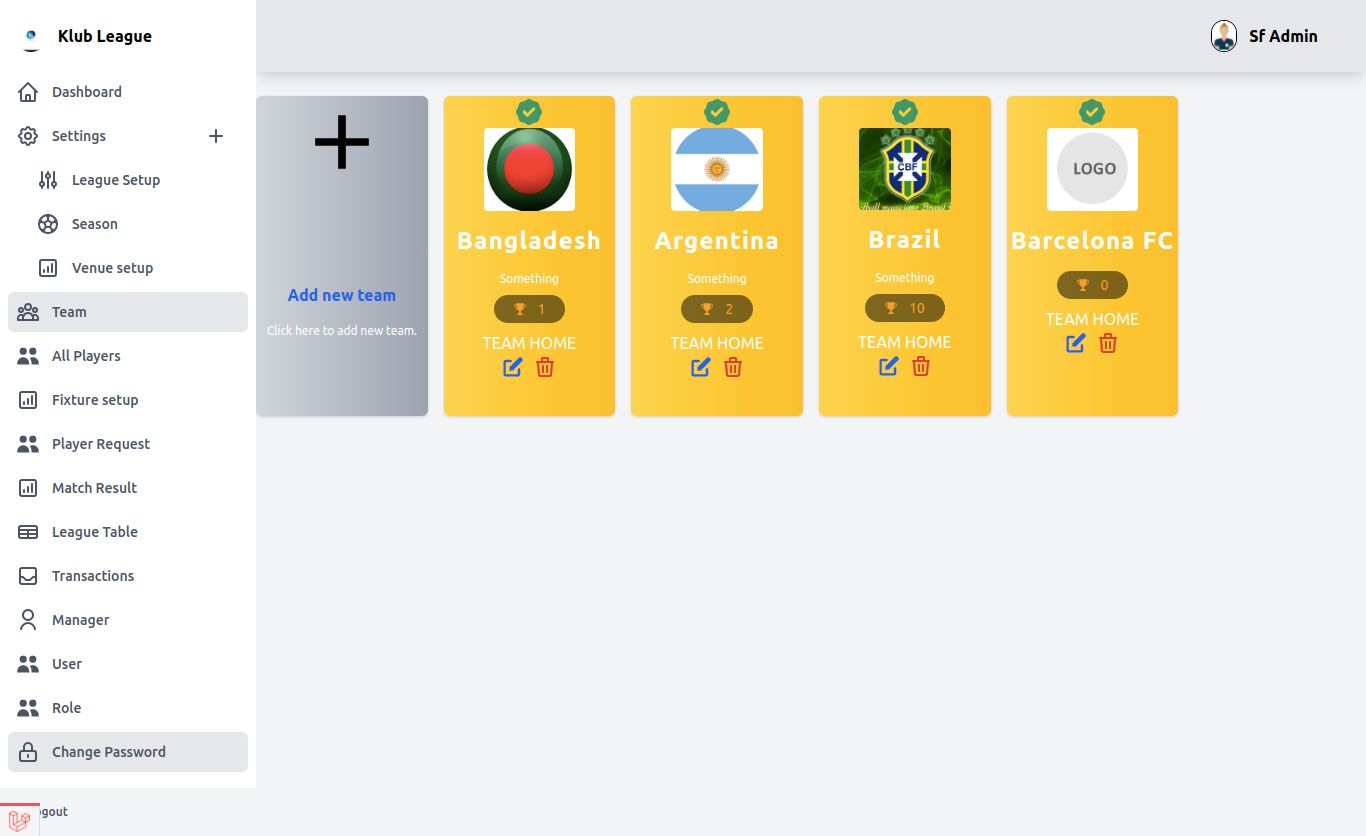 Klub League
Sf Admin
Dashboard
Settings
League Setup
Season
Venue setup
Team
All Players
Fixture setup
Player Request
Match Result
League Table
Transactions
Manager
User
Role
Change Password
ogout
Add new team
Click here to add new team.
Bangladesh
Something
1
TEAM HOME
Argentina
Something
2
TEAM HOME
CBF
Brazil
Something
10
TEAM HOME
LOGO
Barcelona FC
0
TEAM HOME